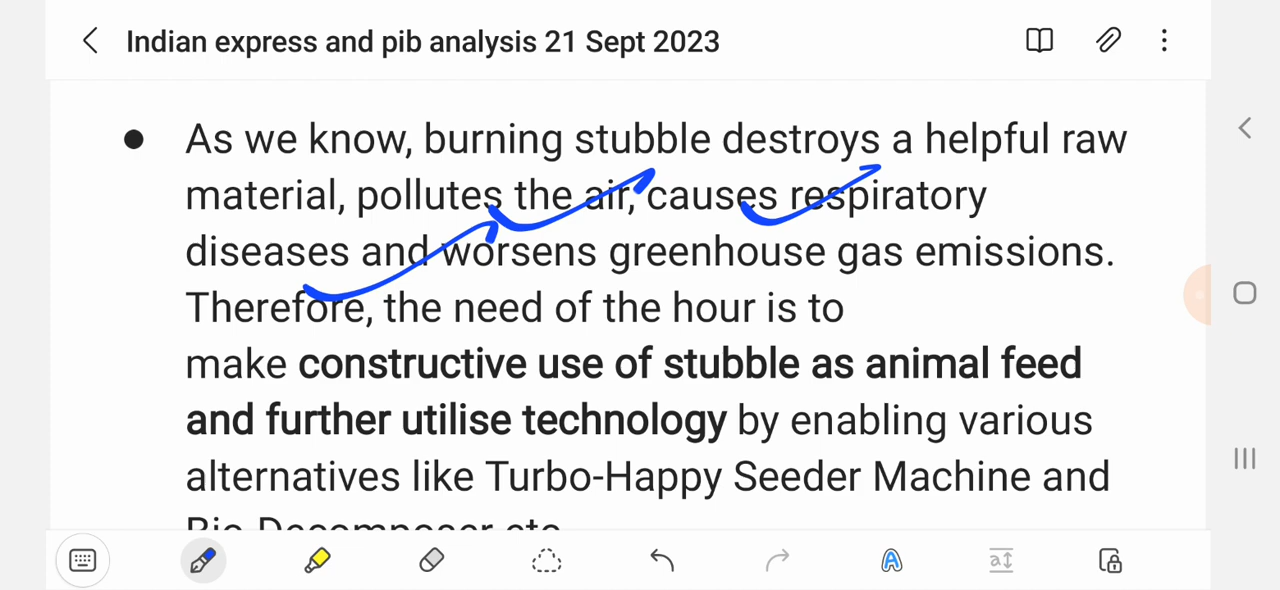 Indian express and pib analysis 21 Sept 2023
As we know, burning stubble destroys a helpful raw
material, pollutes the air, causes respiratory
diseases and worsens greenhouse gas emissions.
Therefore, the need of the hour is to
make constructive use of stubble as animal feed
and further utilise technology by enabling various
alternatives like Turbo-Happy Seeder Machine and
Bio-Decomposer etc